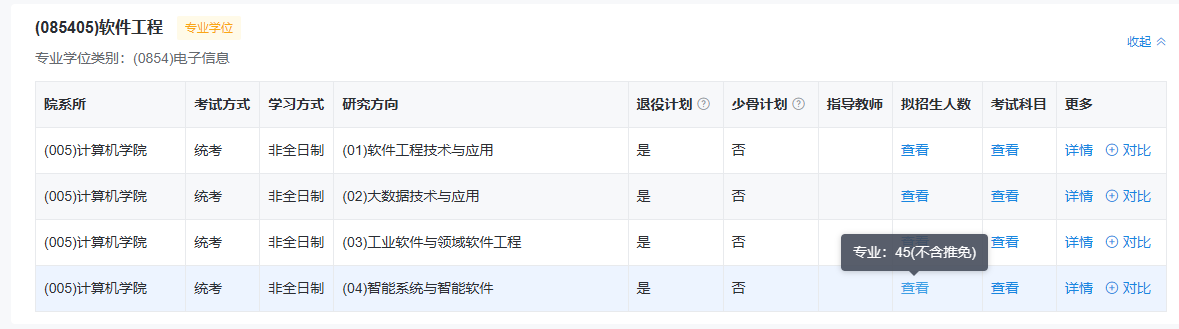 (085405)软件工程 专业学位
专业学位类别：(0854)电子信息
收起
院系所 考试方式 学习方式 研究方向 退役计划 少骨计划 指导教师 拟招生人数 考试科目 更多
(005)计算机学院 统考 非全日制 (01)软件工程技术与应用 是 否 查看 查看 详情 对比
(005)计算机学院 统考 非全日制 (02)大数据技术与应用 是 否 查看 查看 详情 对比
(005)计算机学院 统考 非全日制 (03)工业软件与领域软件工程 是 否 查看 详情 对比
专业：45(不含推免)
(005)计算机学院 统考 非全日制 (04)智能系统与智能软件 是 否 查看 查看 详情 对比